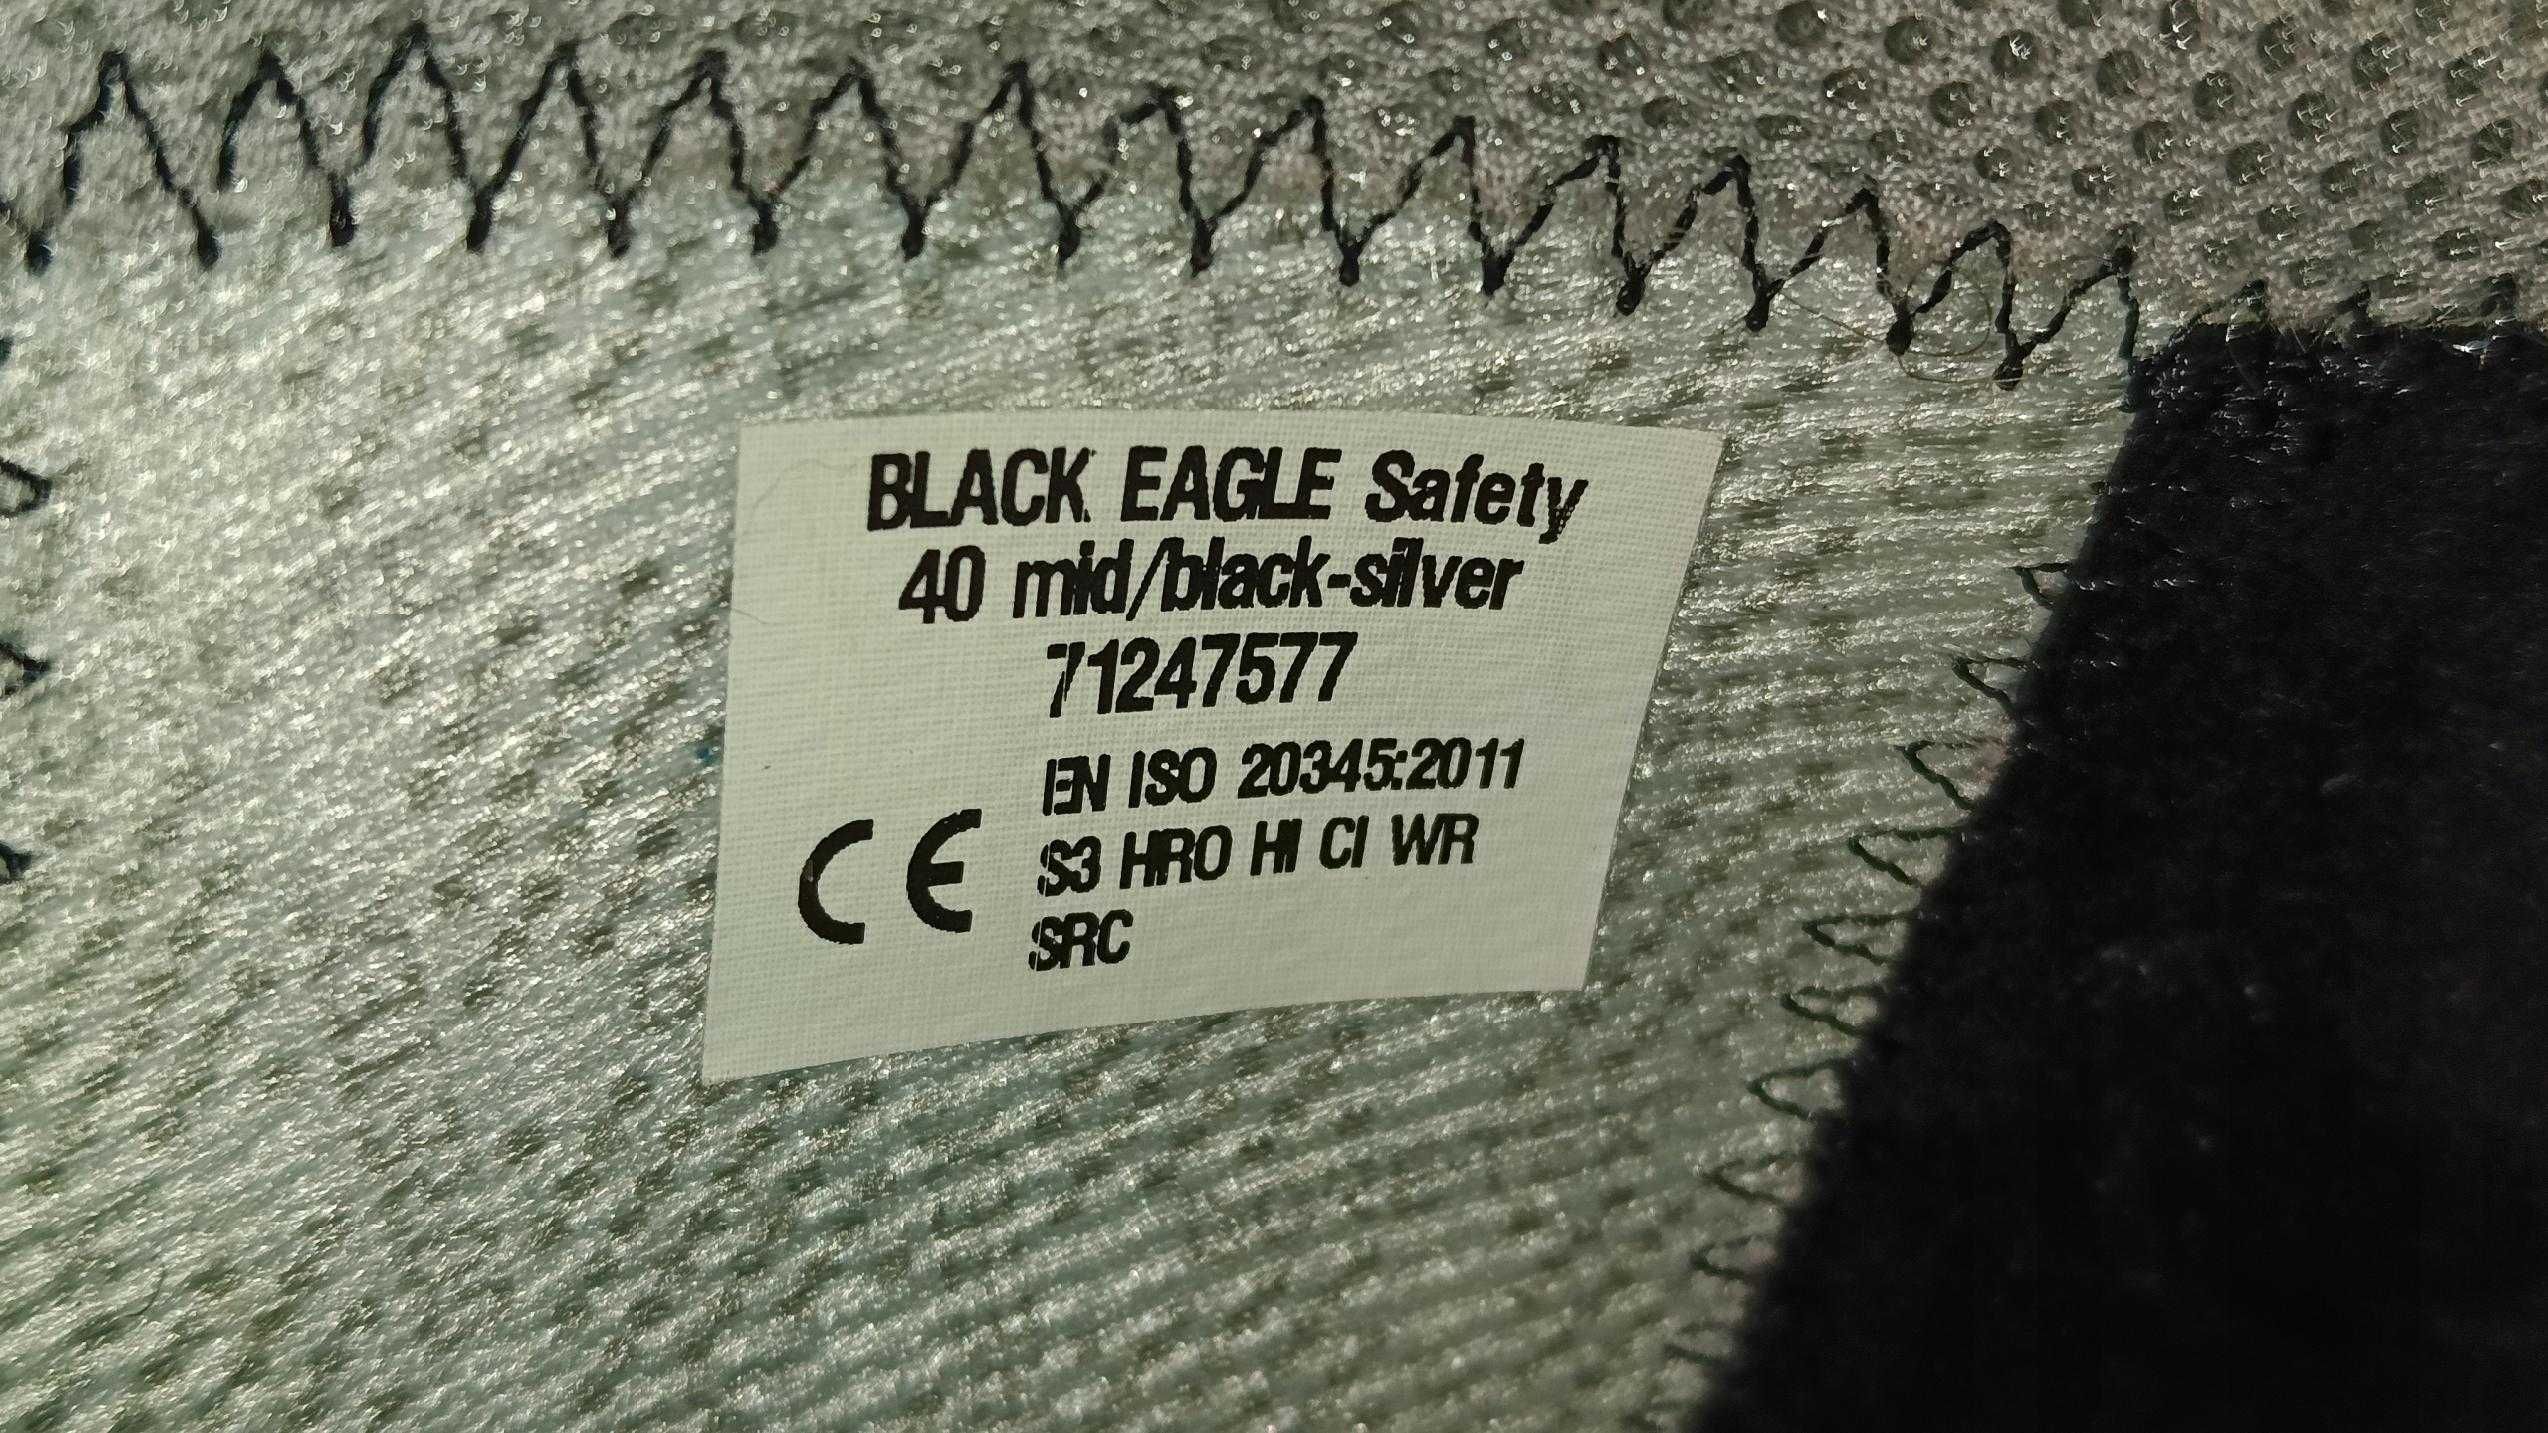 BLACK EAGLE Safety
40 mid/black-silver
71247577
EN ISO 20345:2011
CE S3 HRO HI CI WR
SRC